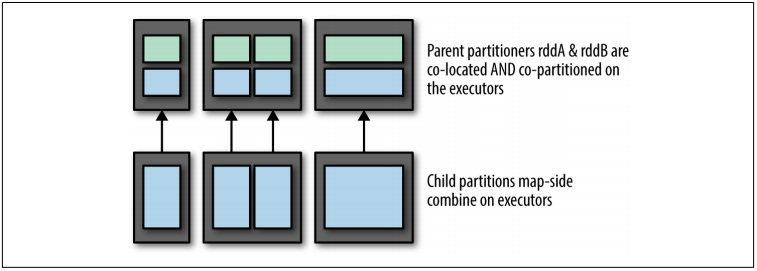 Parent partitioners rddA & rddB are
co-located AND co-partitioned on
the executors
Child partitions map-side
combine on executors